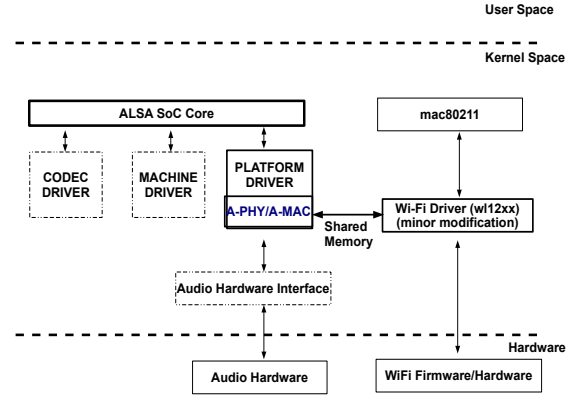 User Space
Kernel Space
ALSA SoC Core
mac80211
CODEC
DRIVER
MACHINE
DRIVER
PLATFORM
DRIVER
A-PHY/A-MAC
Shared
Memory
Wi-Fi Driver (wl12xx)
(minor modification)
Audio Hardware Interface
Hardware
Audio Hardware
WiFi Firmware/Hardware